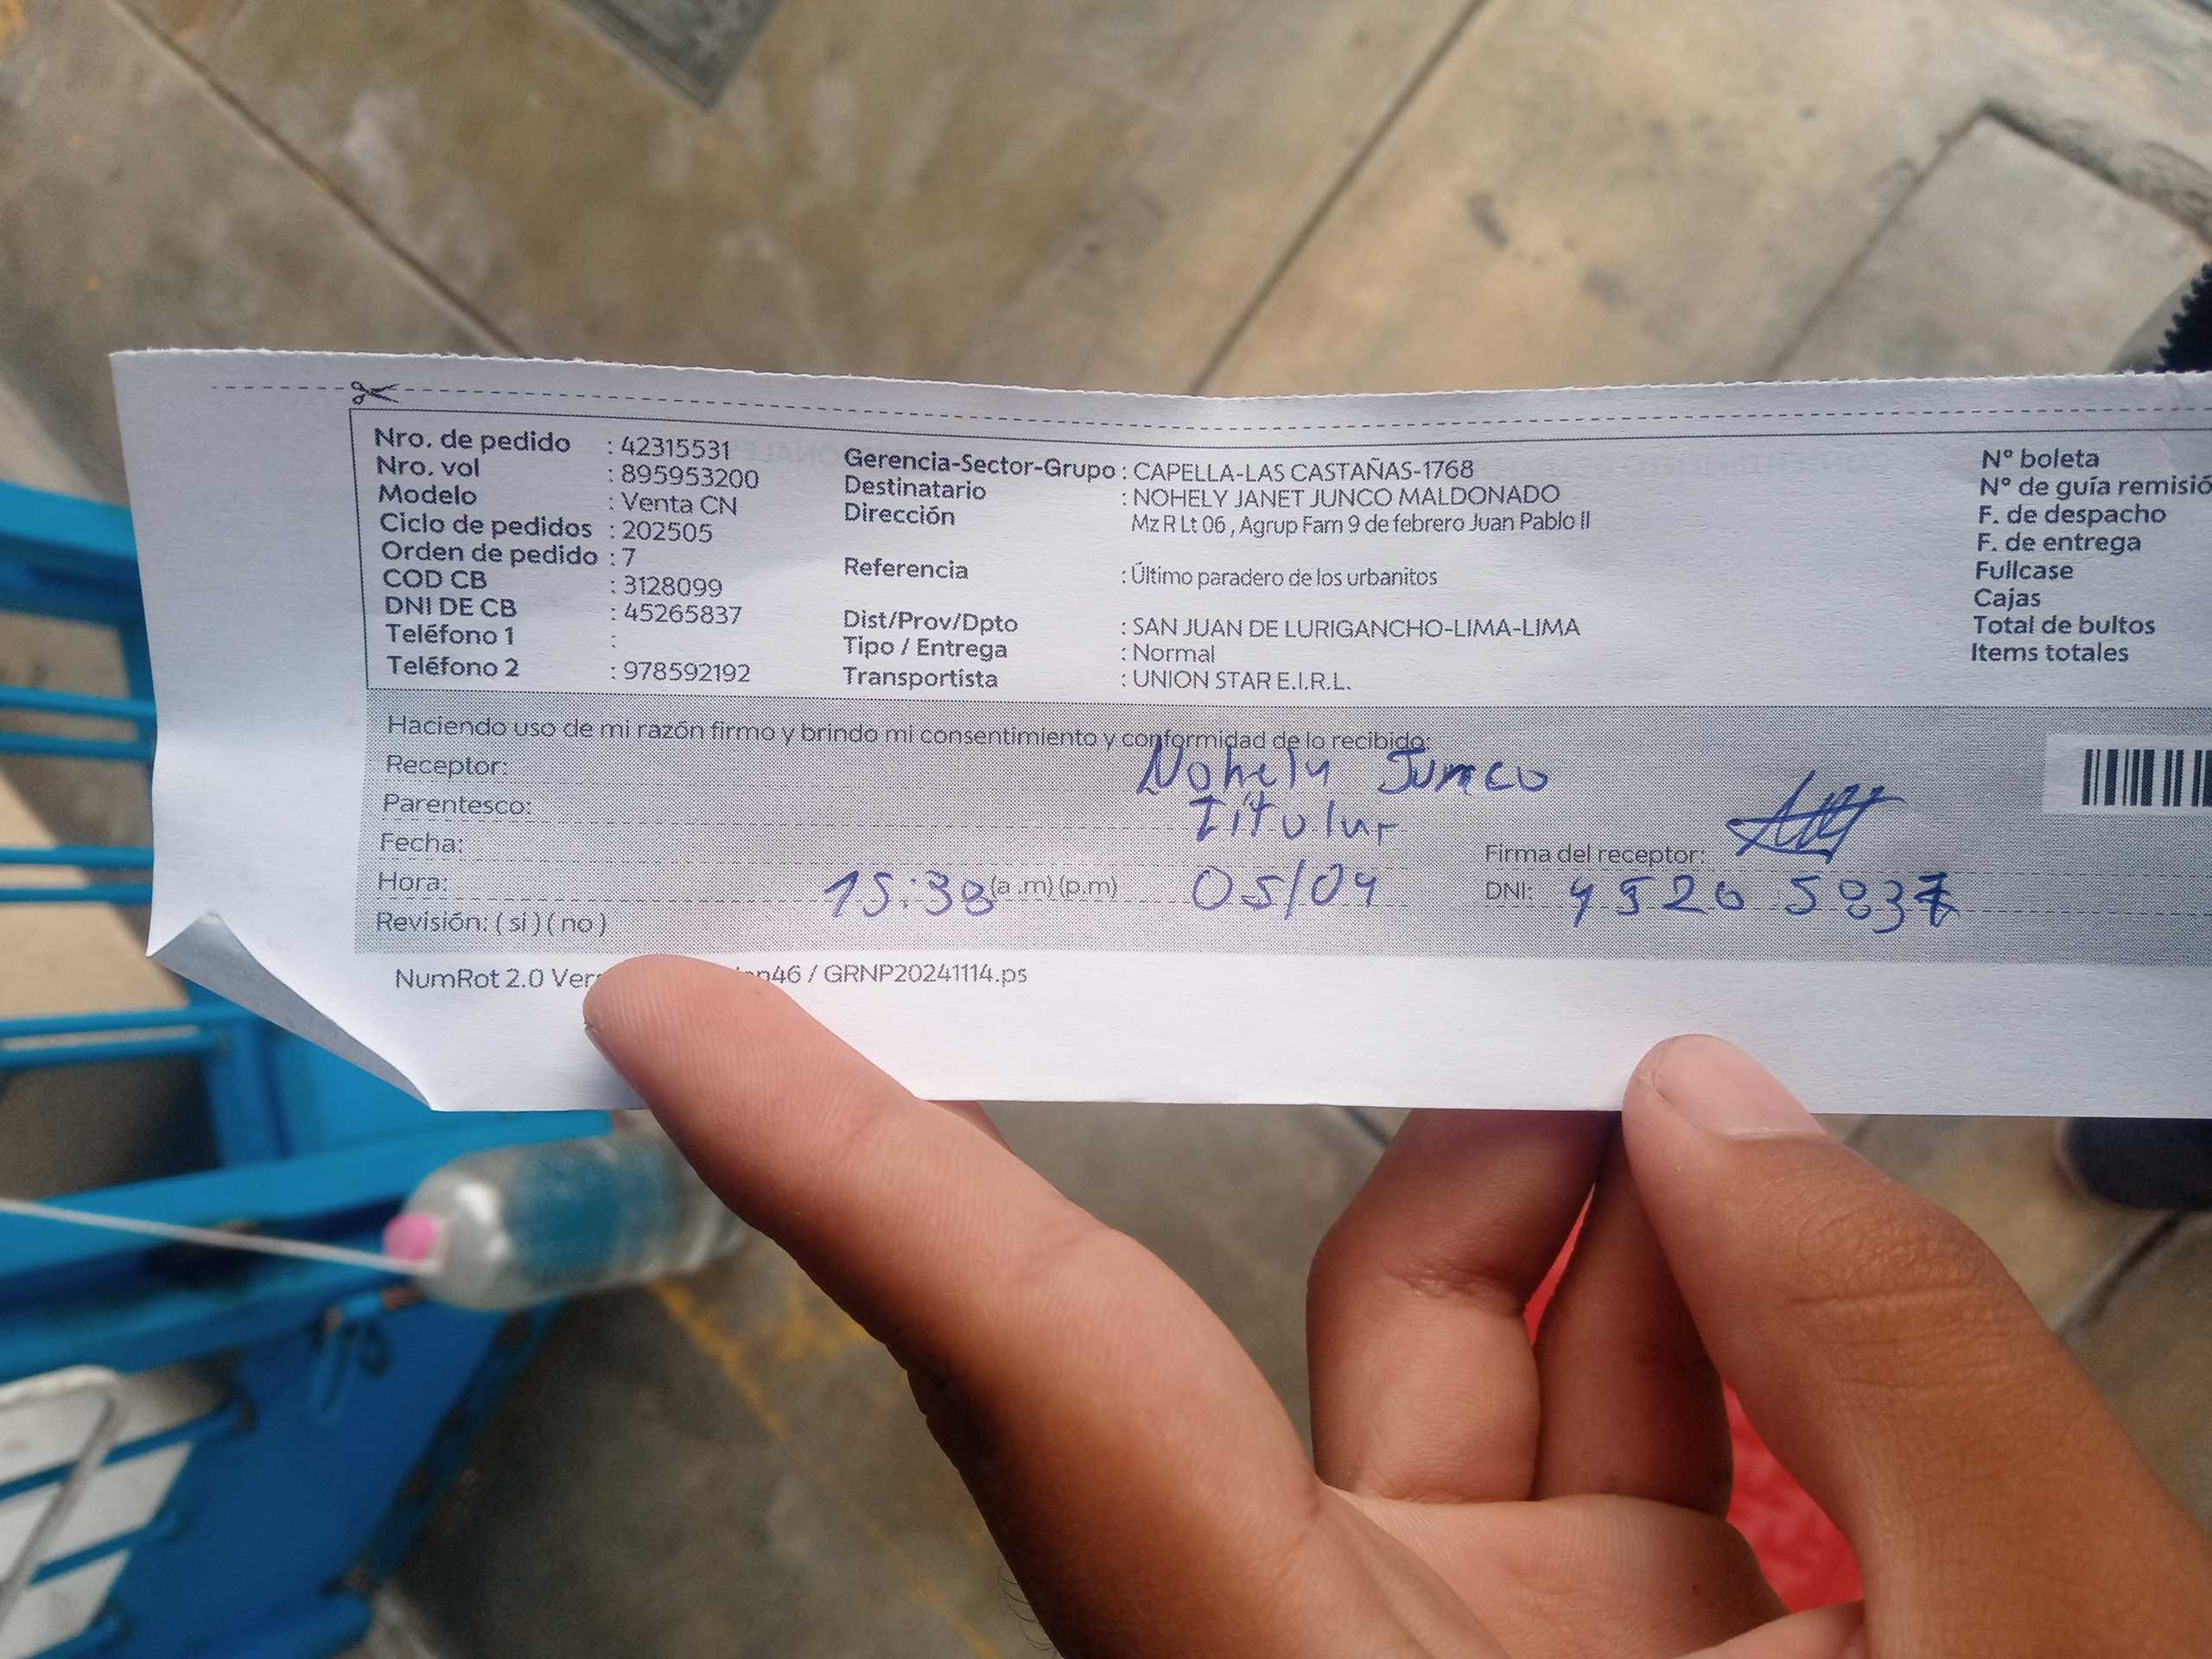 Nro. de pedido : 42315531
Nro. vol : 895953200
Modelo : Venta CN
Ciclo de pedidos : 202505
Orden de pedido : 7
COD CB : 3128099
DNI DE CB : 45265837
Teléfono 1 :
Teléfono 2 : 978592192
Gerencia-Sector-Grupo : CAPELLA-LAS CASTAÑAS-1768
Destinatario : NOHELY JANET JUNCO MALDONADO
Dirección Mz R Lt 06 , Agrup Fam 9 de febrero Juan Pablo II
Referencia : Último paradero de los urbanitos
Dist/Prov/Dpto : SAN JUAN DE LURIGANCHO-LIMA-LIMA
Tipo / Entrega : Normal
Transportista : UNION STAR E.I.R.L.
N° boleta
N° de guía remisió
F. de despacho
F. de entrega
Fullcase
Cajas
Total de bultos
Items totales
Haciendo uso de mi razón firmo y brindo mi consentimiento y conformidad de lo recibido:
Receptor: Nohely Junco
Parentesco: Titular
Fecha:
Firma del receptor:
Hora: 15:38 (a .m) (p.m) 05/04 DNI: 45265837
Revisión: ( si ) ( no )
NumRot 2.0 46 / GRNP20241114.ps